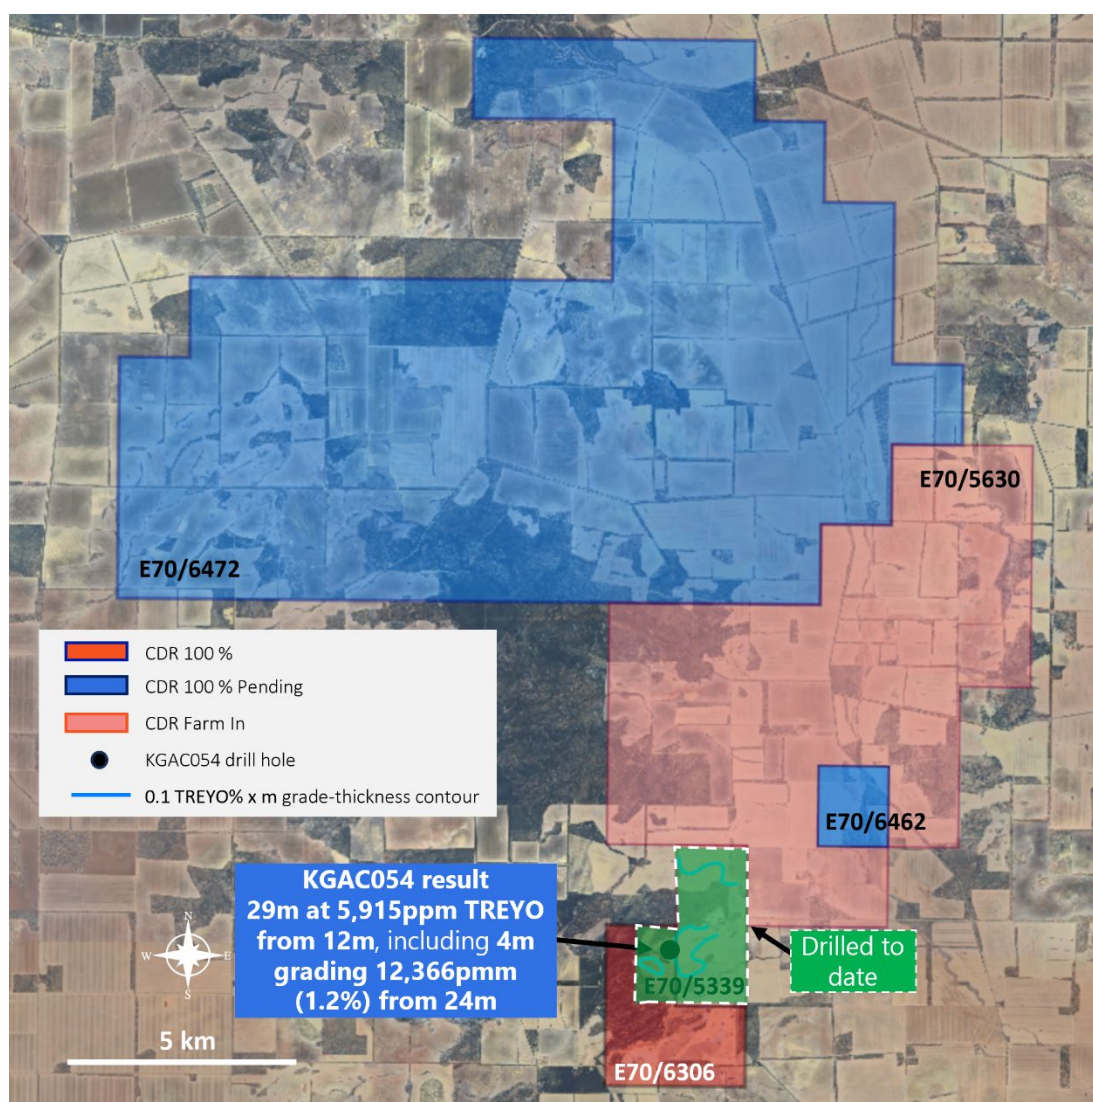 E70/5630
E70/6472
CDR 100 %
CDR 100 % Pending
CDR Farm In
KGAC054 drill hole
0.1 TREYO% x m grade-thickness contour
E70/6462
KGAC054 result
29m at 5,915ppm TREYO
from 12m, including 4m
grading 12,366pmm
(1.2%) from 24m
N
W
E
S
Drilled to
date
E70/5339
5 km
E70/6306